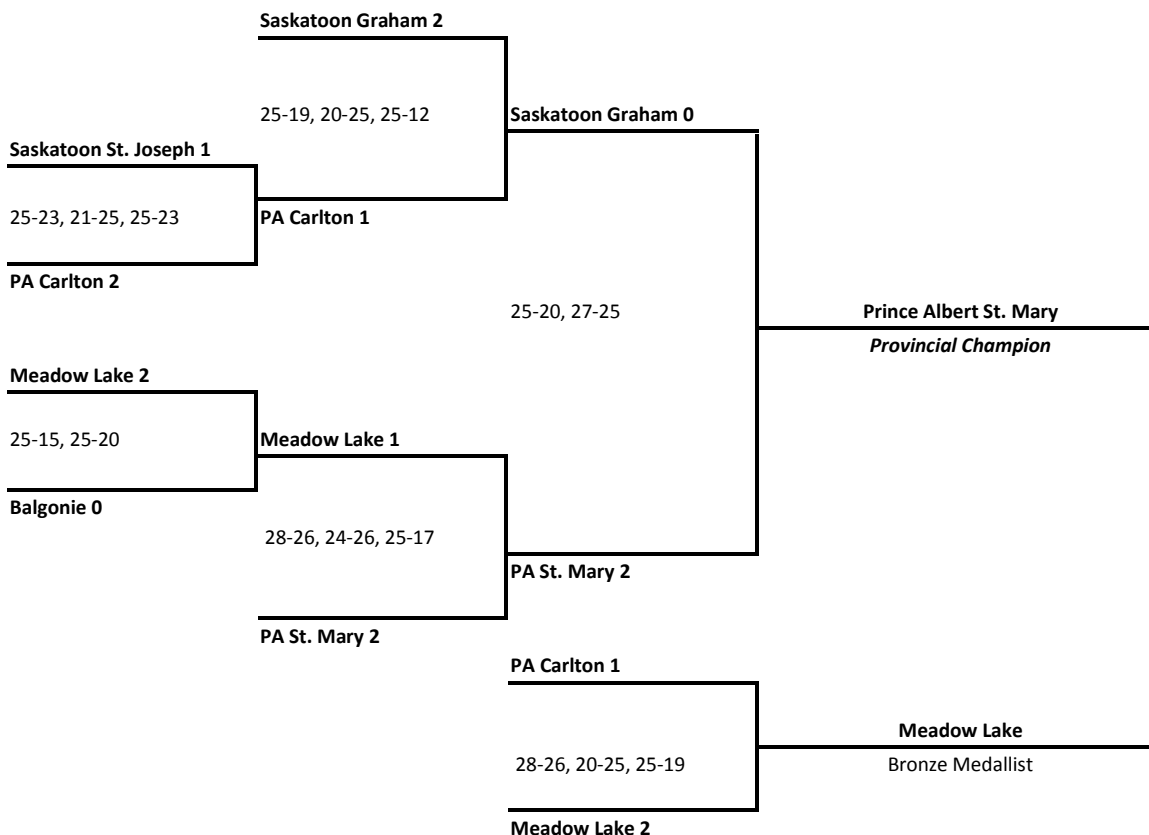 Saskatoon Graham 2
25-19, 20-25, 25-12
Saskatoon Graham 0
Saskatoon St. Joseph 1
25-23, 21-25, 25-23
PA Carlton 1
PA Carlton 2
25-20, 27-25
Prince Albert St. Mary
Provincial Champion
Meadow Lake 2
25-15, 25-20
Meadow Lake 1
Balgonie 0
28-26, 24-26, 25-17
PA St. Mary 2
PA St. Mary 2
PA Carlton 1
Meadow Lake
28-26, 20-25, 25-19
Bronze Medallist
Meadow Lake 2